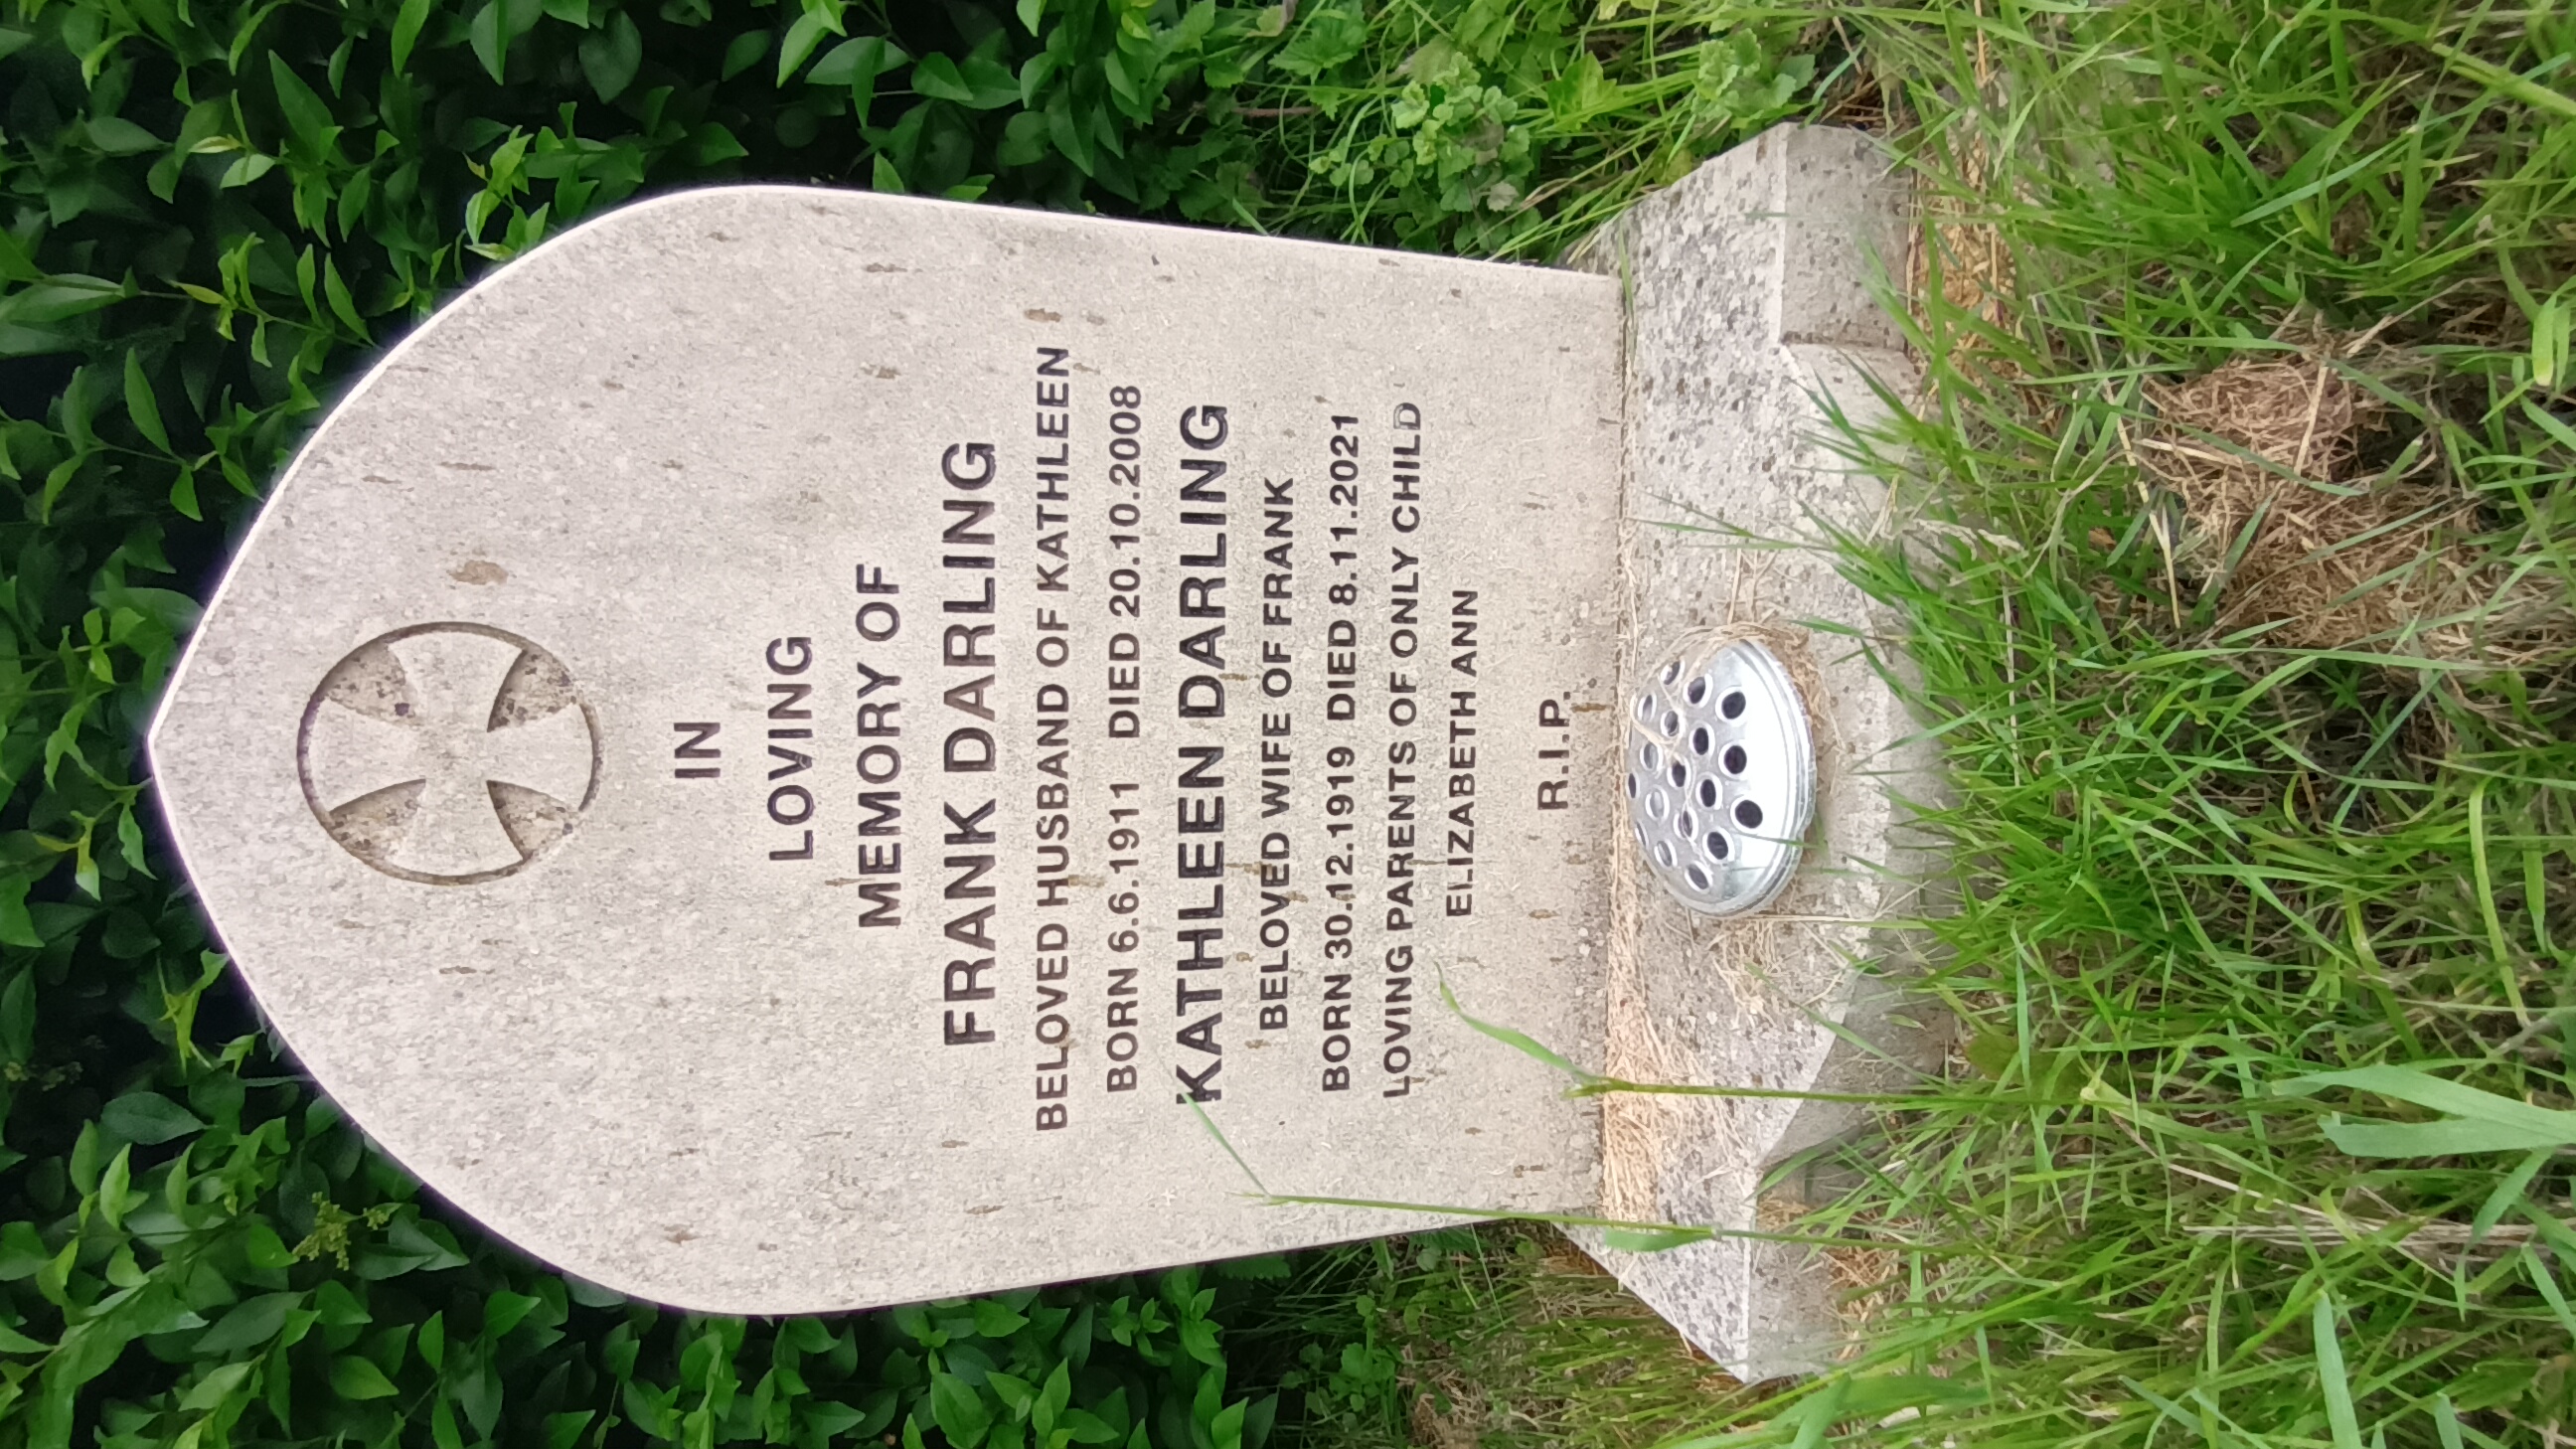 IN
LOVING
MEMORY OF
FRANK DARLING
BELOVED HUSBAND OF KATHLEEN
BORN 6.6.1911 DIED 20.10.2008
KATHLEEN DARLING
BELOVED WIFE OF FRANK
BORN 30.12.1919 DIED 8.11.2021
LOVING PARENTS OF ONLY CHILD
ELIZABETH ANN
R.I.P.